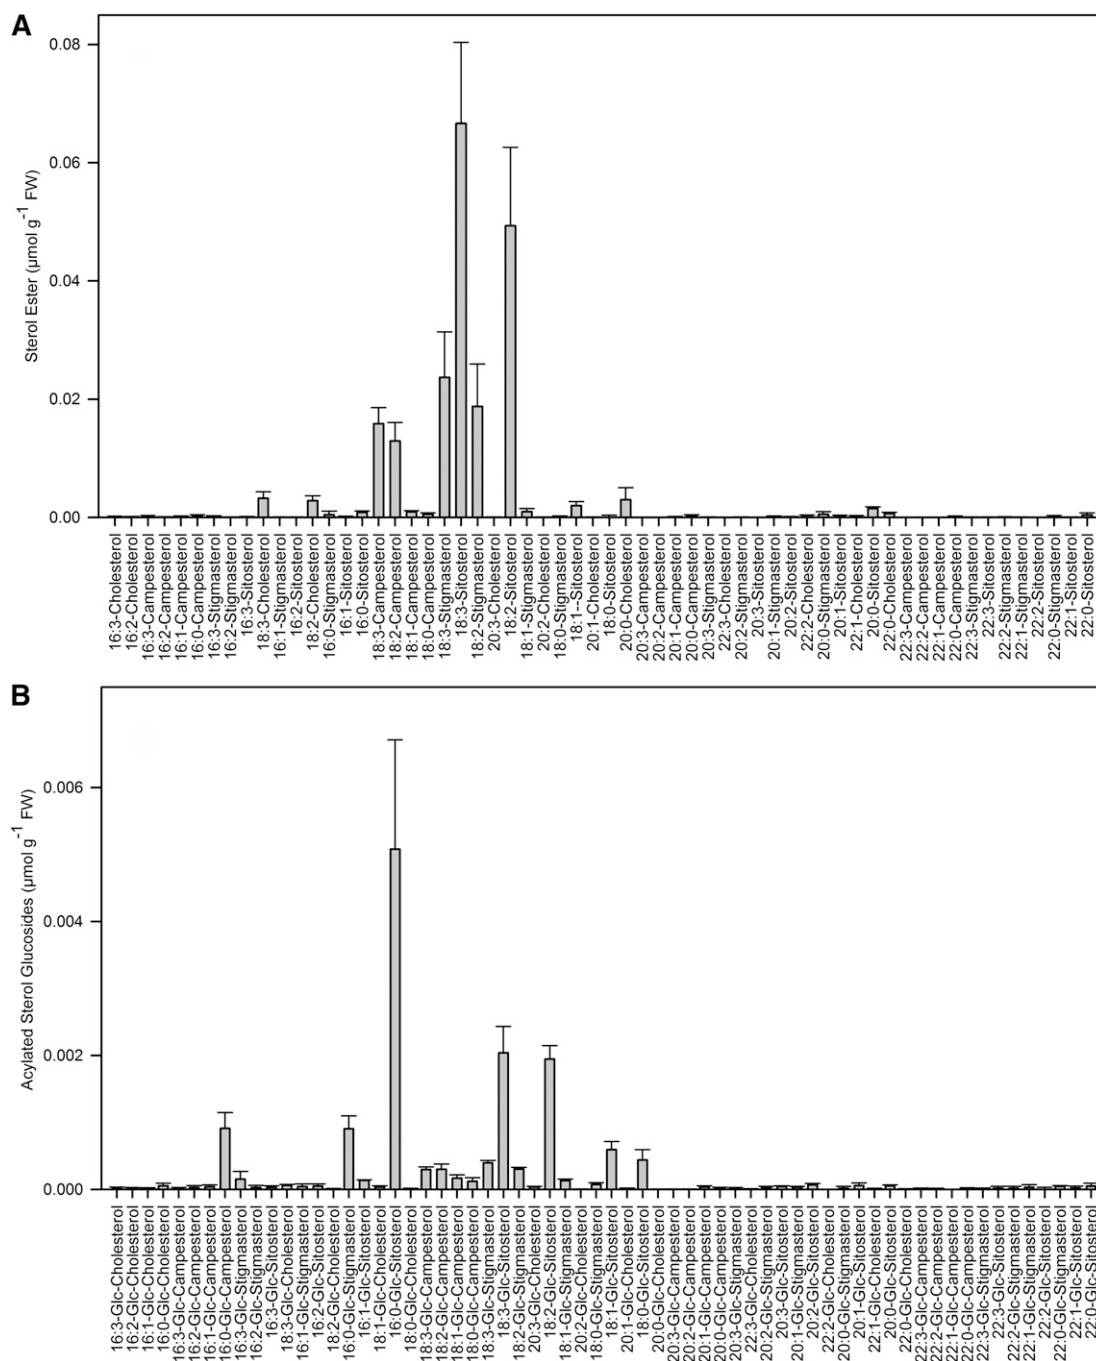 A
0.08
0.06
0.04
0.02
0.00
Sterol Ester (µmol g⁻¹ FW)
16:3-Cholesterol
16:2-Cholesterol
16:3-Campesterol
16:2-Campesterol
16:1-Campesterol
16:0-Campesterol
16:3-Stigmasterol
16:2-Stigmasterol
16:3-Sitosterol
18:3-Cholesterol
16:1-Stigmasterol
16:2-Sitosterol
18:2-Cholesterol
16:0-Stigmasterol
16:1-Sitosterol
16:0-Sitosterol
18:3-Campesterol
18:2-Campesterol
18:1-Campesterol
18:0-Campesterol
18:3-Stigmasterol
18:3-Sitosterol
18:2-Stigmasterol
20:3-Cholesterol
18:2-Sitosterol
18:1-Stigmasterol
20:2-Cholesterol
18:0-Stigmasterol
18:1--Sitosterol
20:1-Cholesterol
18:0-Sitosterol
20:0-Cholesterol
20:3-Campesterol
20:2-Campesterol
20:1-Campesterol
20:0-Campesterol
20:3-Stigmasterol
22:3-Cholesterol
20:2-Stigmasterol
20:3-Sitosterol
20:1-Stigmasterol
20:2-Sitosterol
22:2-Cholesterol
20:0-Stigmasterol
20:1-Sitosterol
22:1-Cholesterol
20:0-Sitosterol
22:0-Cholesterol
22:3-Campesterol
22:2-Campesterol
22:1-Campesterol
22:0-Campesterol
22:3-Stigmasterol
22:3-Sitosterol
22:2-Stigmasterol
22:1-Stigmasterol
22:2-Sitosterol
22:0-Stigmasterol
22:1-Sitosterol
22:0-Sitosterol
B
0.006
0.004
0.002
0.000
Acylated Sterol Glucosides (µmol g⁻¹ FW)
16:3-Glc-Cholesterol
16:2-Glc-Cholesterol
16:1-Glc-Cholesterol
16:0-Glc-Cholesterol
16:3-Glc-Campesterol
16:2-Glc-Campesterol
16:1-Glc-Campesterol
16:0-Glc-Campesterol
16:3-Glc-Stigmasterol
16:2-Glc-Stigmasterol
16:3-Glc-Sitosterol
18:3-Glc-Cholesterol
16:1-Glc-Stigmasterol
16:2-Glc-Sitosterol
18:2-Glc-Cholesterol
16:0-Glc-Stigmasterol
16:1-Glc-Sitosterol
18:1-Glc-Cholesterol
16:0-Glc-Sitosterol
18:0-Glc-Cholesterol
18:3-Glc-Campesterol
18:2-Glc-Campesterol
18:1-Glc-Campesterol
18:0-Glc-Campesterol
18:3-Glc-Stigmasterol
18:3-Glc-Sitosterol
18:2-Glc-Stigmasterol
20:3-Glc-Cholesterol
18:2-Glc-Sitosterol
18:1-Glc-Stigmasterol
20:2-Glc-Cholesterol
18:0-Glc-Stigmasterol
18:1-Glc-Sitosterol
20:1-Glc-Cholesterol
18:0-Glc-Sitosterol
20:0-Glc-Cholesterol
20:3-Glc-Campesterol
20:2-Glc-Campesterol
20:1-Glc-Campesterol
20:0-Glc-Campesterol
20:3-Glc-Stigmasterol
22:3-Glc-Cholesterol
20:2-Glc-Stigmasterol
20:3-Glc-Sitosterol
20:1-Glc-Stigmasterol
20:2-Glc-Sitosterol
22:2-Glc-Cholesterol
20:0-Glc-Stigmasterol
20:1-Glc-Sitosterol
22:1-Glc-Cholesterol
20:0-Glc-Sitosterol
22:0-Glc-Cholesterol
22:3-Glc-Campesterol
22:2-Glc-Campesterol
22:1-Glc-Campesterol
22:0-Glc-Campesterol
22:3-Glc-Stigmasterol
22:3-Glc-Sitosterol
22:2-Glc-Stigmasterol
22:1-Glc-Stigmasterol
22:2-Glc-Sitosterol
22:0-Glc-Stigmasterol
22:1-Glc-Sitosterol
22:0-Glc-Sitosterol